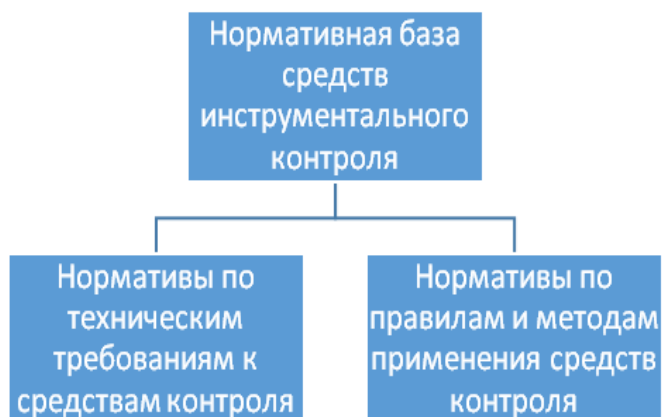 Нормативная база
средств
инструментального
контроля
Нормативы по
техническим
требованиям к
средствам контроля
Нормативы по
правилам и методам
применения средств
контроля